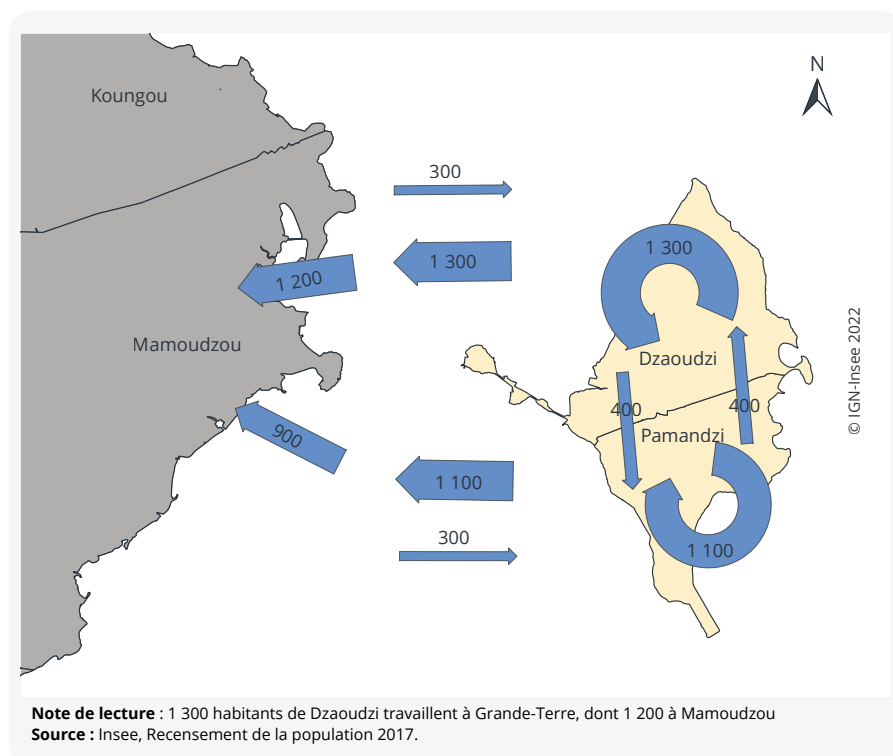 N
Koungou
300
1 300
1 300
1 200
Mamoudzou
Dzaoudzi
400
400
Pamandzi
900
1 100
300
1 100
© IGN-Insee 2022
Note de lecture : 1 300 habitants de Dzaoudzi travaillent à Grande-Terre, dont 1 200 à Mamoudzou
Source : Insee, Recensement de la population 2017.